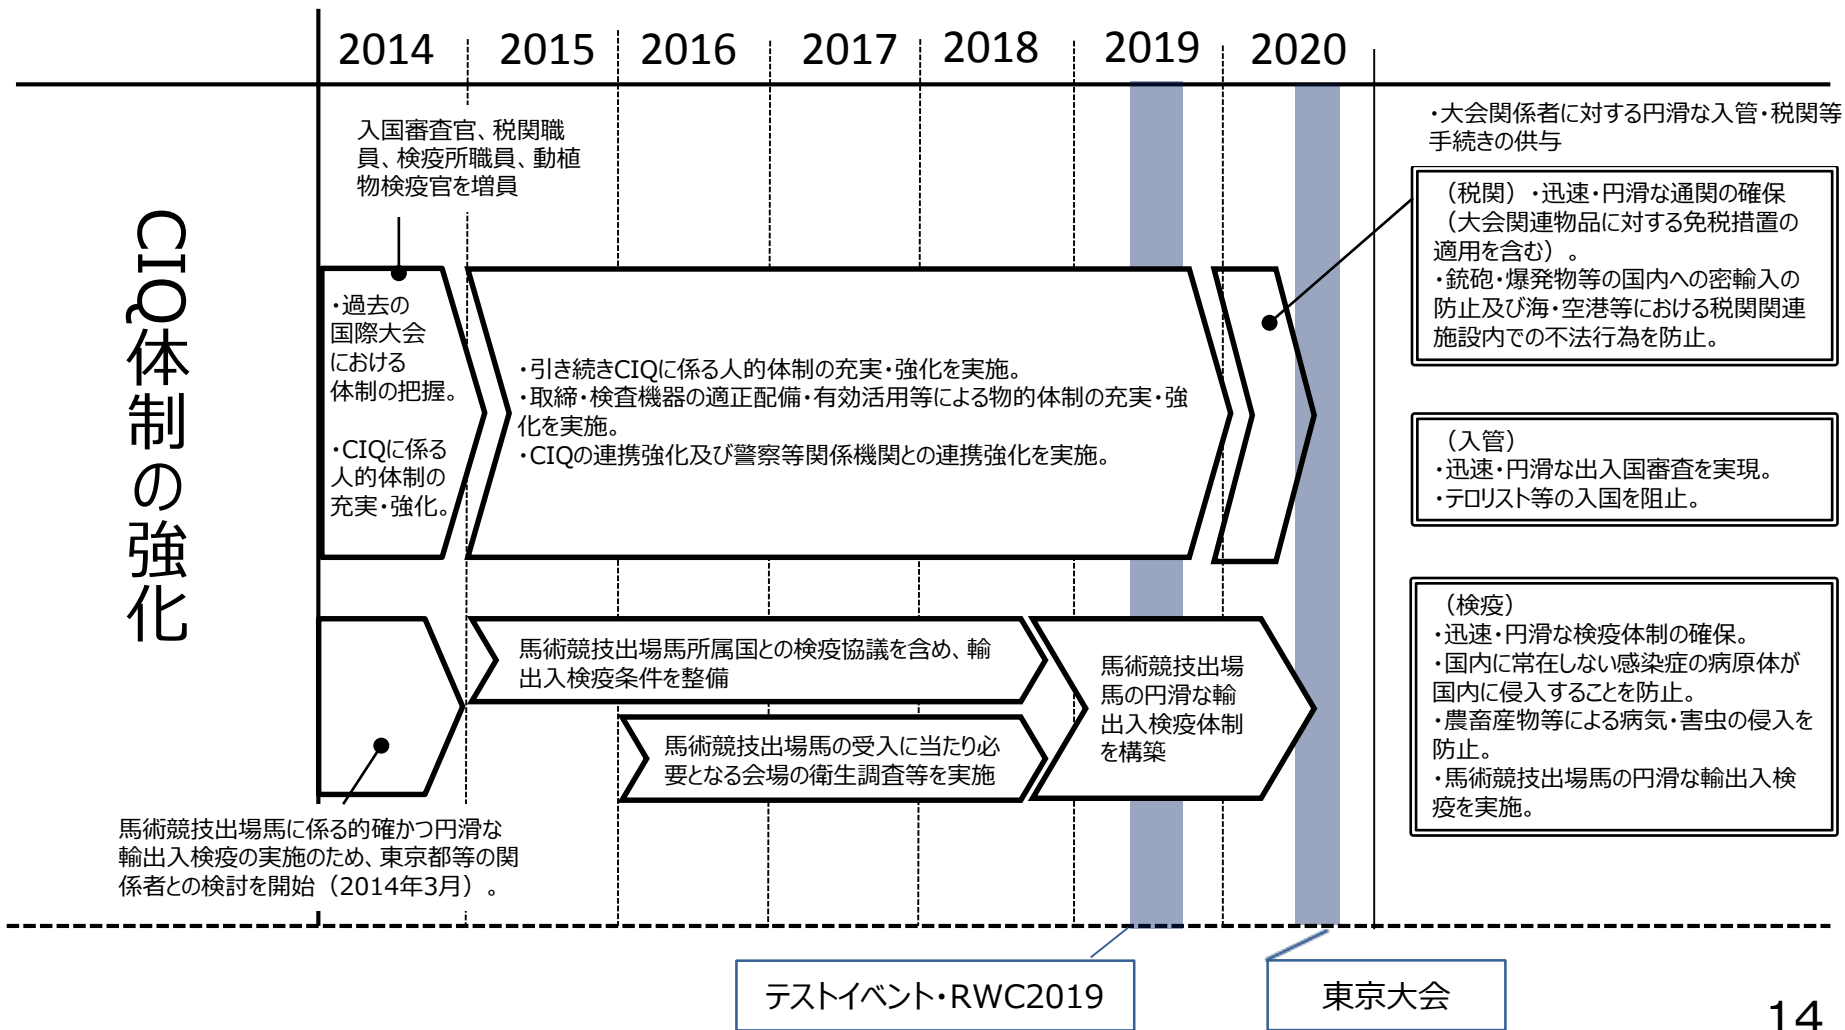 2014
2015
2016
2017
2018
2019
2020
CIQ体制の強化
入国審査官、税関職
員、検疫所職員、動植
物検疫官を増員
・過去の
国際大会
における
体制の把握。
・CIQに係る
人的体制の
充実・強化。
・引き続きCIQに係る人的体制の充実・強化を実施。
・取締・検査機器の適正配備・有効活用等による物的体制の充実・強
化を実施。
・CIQの連携強化及び警察等関係機関との連携強化を実施。
馬術競技出場馬所属国との検疫協議を含め、輸
出入検疫条件を整備
馬術競技出場馬の受入に当たり必
要となる会場の衛生調査等を実施
馬術競技出場
馬の円滑な輸
出入検疫体制
を構築
馬術競技出場馬に係る的確かつ円滑な
輸出入検疫の実施のため、東京都等の関
係者との検討を開始（2014年3月）。
・大会関係者に対する円滑な入管・税関等
手続きの供与
（税関）・迅速・円滑な通関の確保
（大会関連物品に対する免税措置の
適用を含む）。
・銃砲・爆発物等の国内への密輸入の
防止及び海・空港等における税関関連
施設内での不法行為を防止。
（入管）
・迅速・円滑な出入国審査を実現。
・テロリスト等の入国を阻止。
（検疫）
・迅速・円滑な検疫体制の確保。
・国内に常在しない感染症の病原体が
国内に侵入することを防止。
・農畜産物等による病気・害虫の侵入を
防止。
・馬術競技出場馬の円滑な輸出入検
疫を実施。
テストイベント・RWC2019
東京大会
14